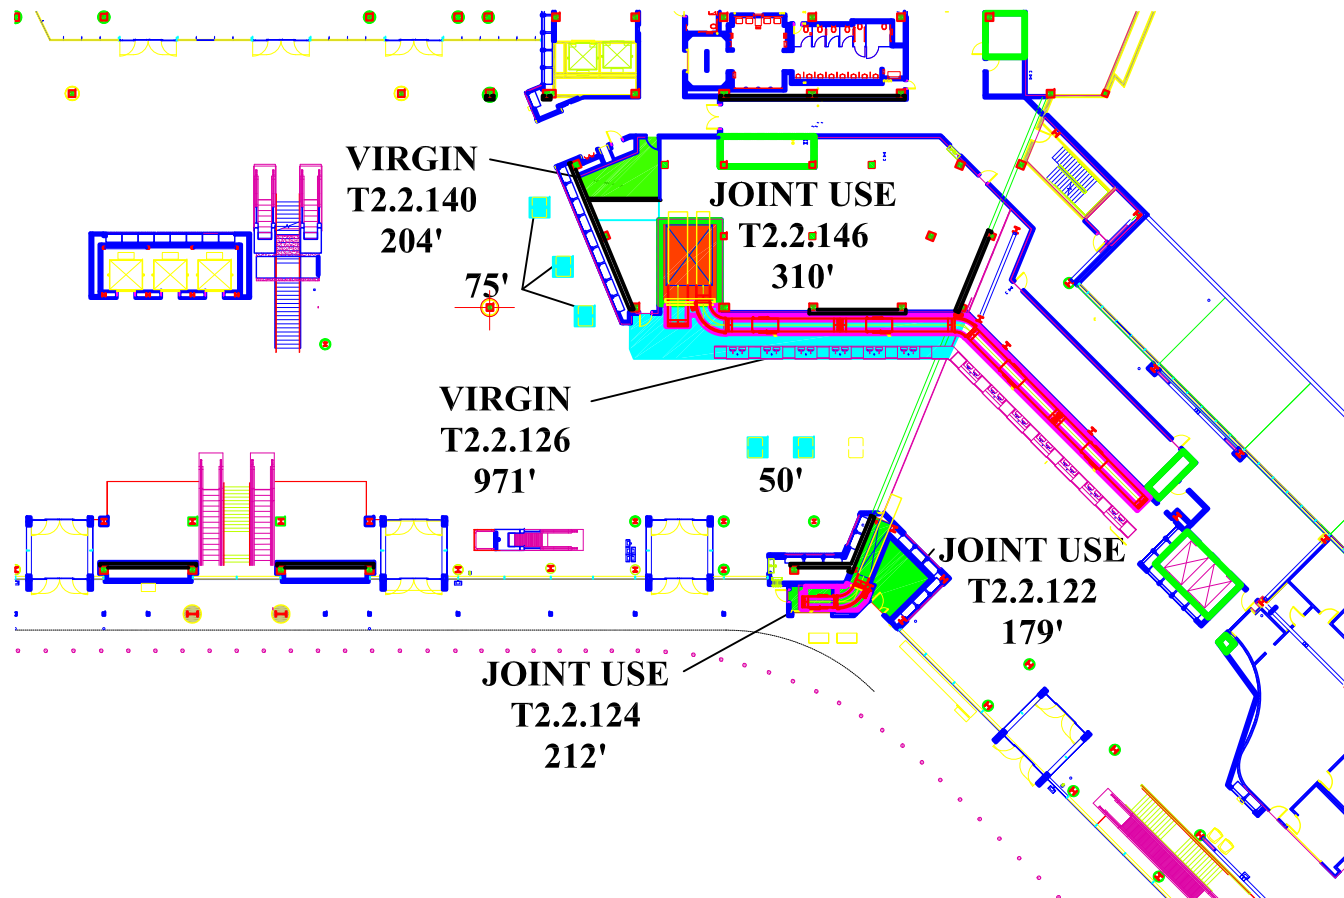 VIRGIN
T2.2.140
204'
JOINT USE
T2.2.146
310'
75'
VIRGIN
T2.2.126
971'
50'
JOINT USE
T2.2.122
179'
JOINT USE
T2.2.124
212'